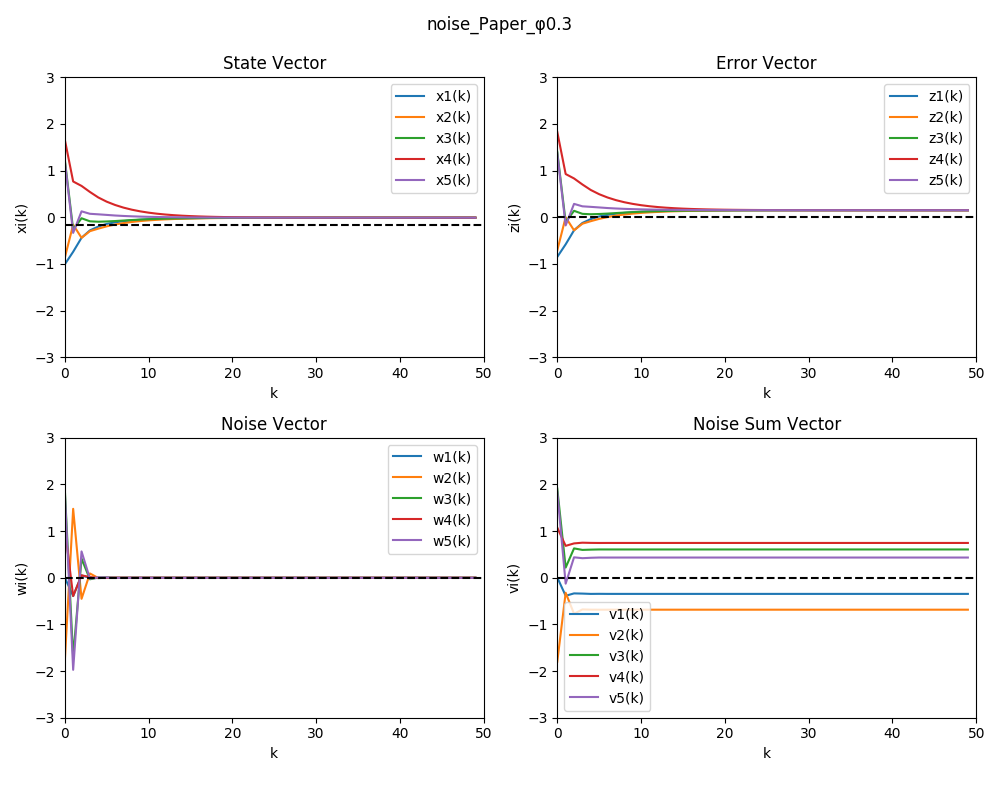 noise_Paper_φ0.3
State Vector
3
2
1
0
−1
−2
−3
xi(k)
0
10
20
30
40
50
k
x1(k)
x2(k)
x3(k)
x4(k)
x5(k)
Error Vector
3
2
1
0
−1
−2
−3
zi(k)
0
10
20
30
40
50
k
z1(k)
z2(k)
z3(k)
z4(k)
z5(k)
Noise Vector
3
2
1
0
−1
−2
−3
wi(k)
0
10
20
30
40
50
k
w1(k)
w2(k)
w3(k)
w4(k)
w5(k)
Noise Sum Vector
3
2
1
0
−1
−2
−3
vi(k)
0
10
20
30
40
50
k
v1(k)
v2(k)
v3(k)
v4(k)
v5(k)